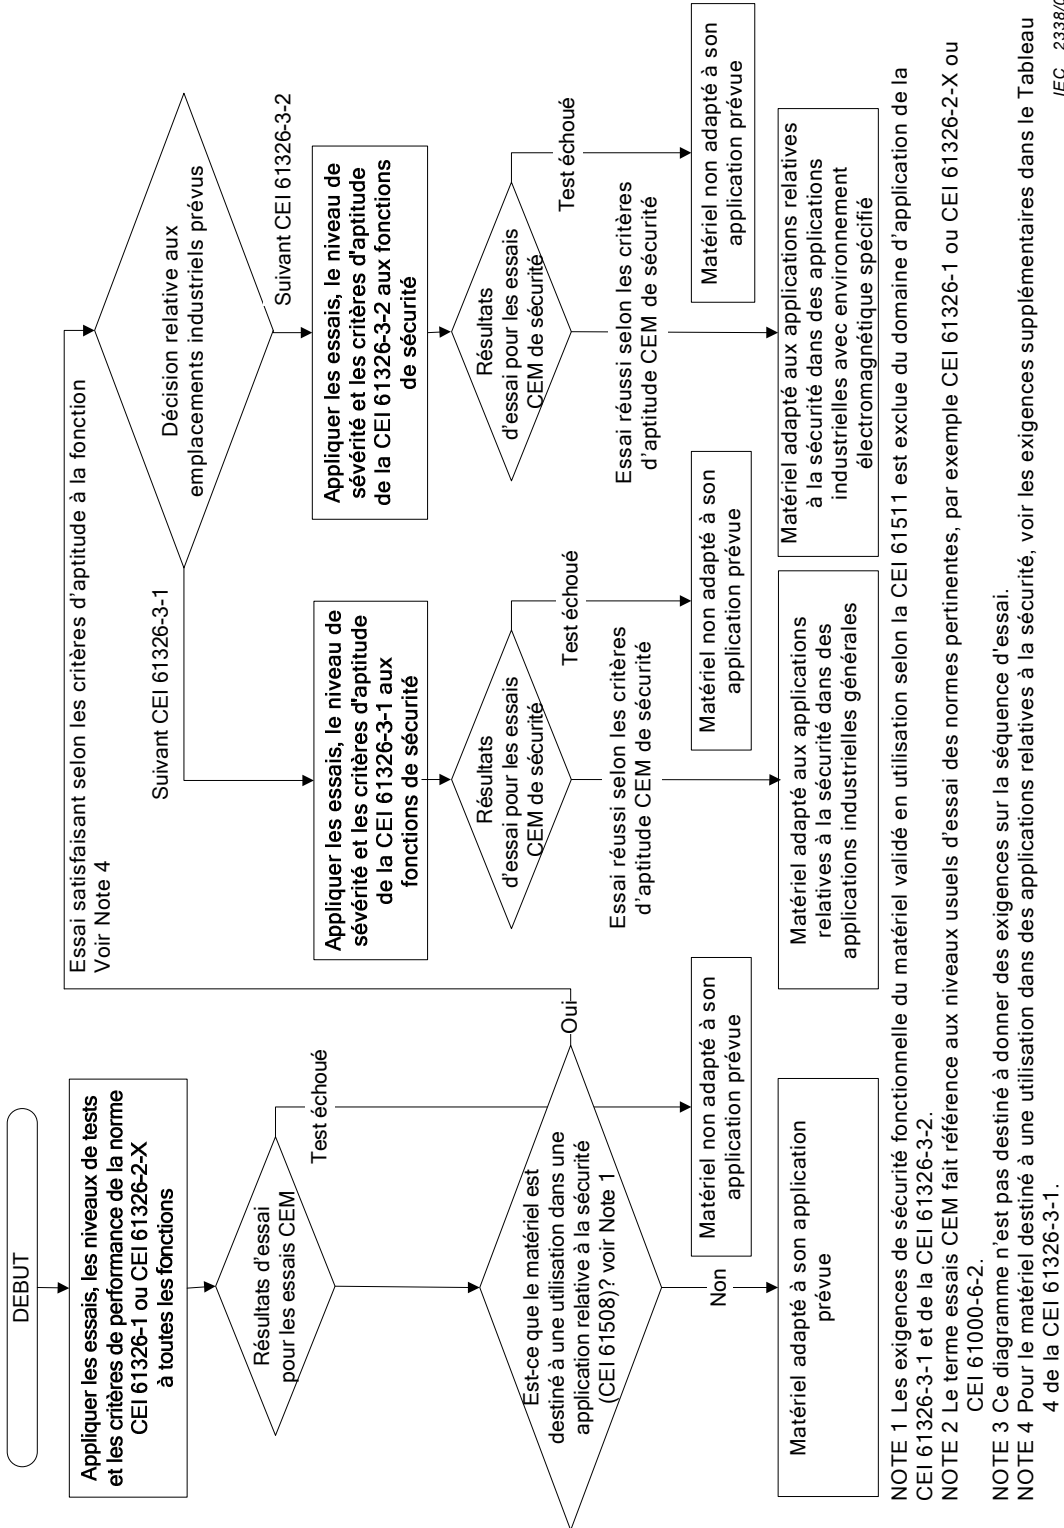 DEBUT
Appliquer les essais, les niveaux de tests
et les critères de performance de la norme
CEI 61326-1 ou CEI 61326-2-X
à toutes les fonctions
Résultats d'essai
pour les essais CEM
Test échoué
Est-ce que le matériel est
destiné à une utilisation dans une
application relative à la sécurité
(CEI 61508)? voir Note 1
Oui
Non
Matériel non adapté à son
application prévue
Matériel adapté à son application
prévue
Essai satisfaisant selon les critères d'aptitude à la fonction
Voir Note 4
Décision relative aux
emplacements industriels prévus
Suivant CEI 61326-3-1
Suivant CEI 61326-3-2
Appliquer les essais, le niveau de
sévérité et les critères d'aptitude
de la CEI 61326-3-1 aux
fonctions de sécurité
Résultats
d'essai pour les essais
CEM de sécurité
Test échoué
Essai réussi selon les critères
d'aptitude CEM de sécurité
Matériel non adapté à son
application prévue
Matériel adapté aux applications
relatives à la sécurité dans des
applications industrielles générales
Appliquer les essais, le niveau de
sévérité et les critères d'aptitude
de la CEI 61326-3-2 aux fonctions
de sécurité
Résultats
d'essai pour les essais
CEM de sécurité
Test échoué
Essai réussi selon les critères
d'aptitude CEM de sécurité
Matériel non adapté à son
application prévue
Matériel adapté aux applications relatives
à la sécurité dans des applications
industrielles avec environnement
électromagnétique spécifié
NOTE 1 Les exigences de sécurité fonctionnelle du matériel validé en utilisation selon la CEI 61511 est exclue du domaine d'application de la
CEI 61326-3-1 et de la CEI 61326-3-2.
NOTE 2 Le terme essais CEM fait référence aux niveaux usuels d'essai des normes pertinentes, par exemple CEI 61326-1 ou CEI 61326-2-X ou
CEI 61000-6-2.
NOTE 3 Ce diagramme n'est pas destiné à donner des exigences sur la séquence d'essai.
NOTE 4 Pour le matériel destiné à une utilisation dans des applications relatives à la sécurité, voir les exigences supplémentaires dans le Tableau
4 de la CEI 61326-3-1.
IEC 2338/0